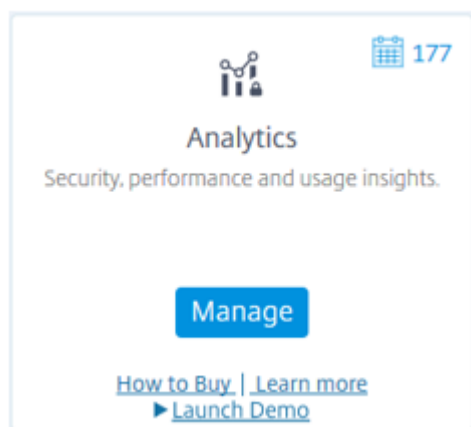 177
Analytics
Security, performance and usage insights.
Manage
How to Buy | Learn more
▶ Launch Demo